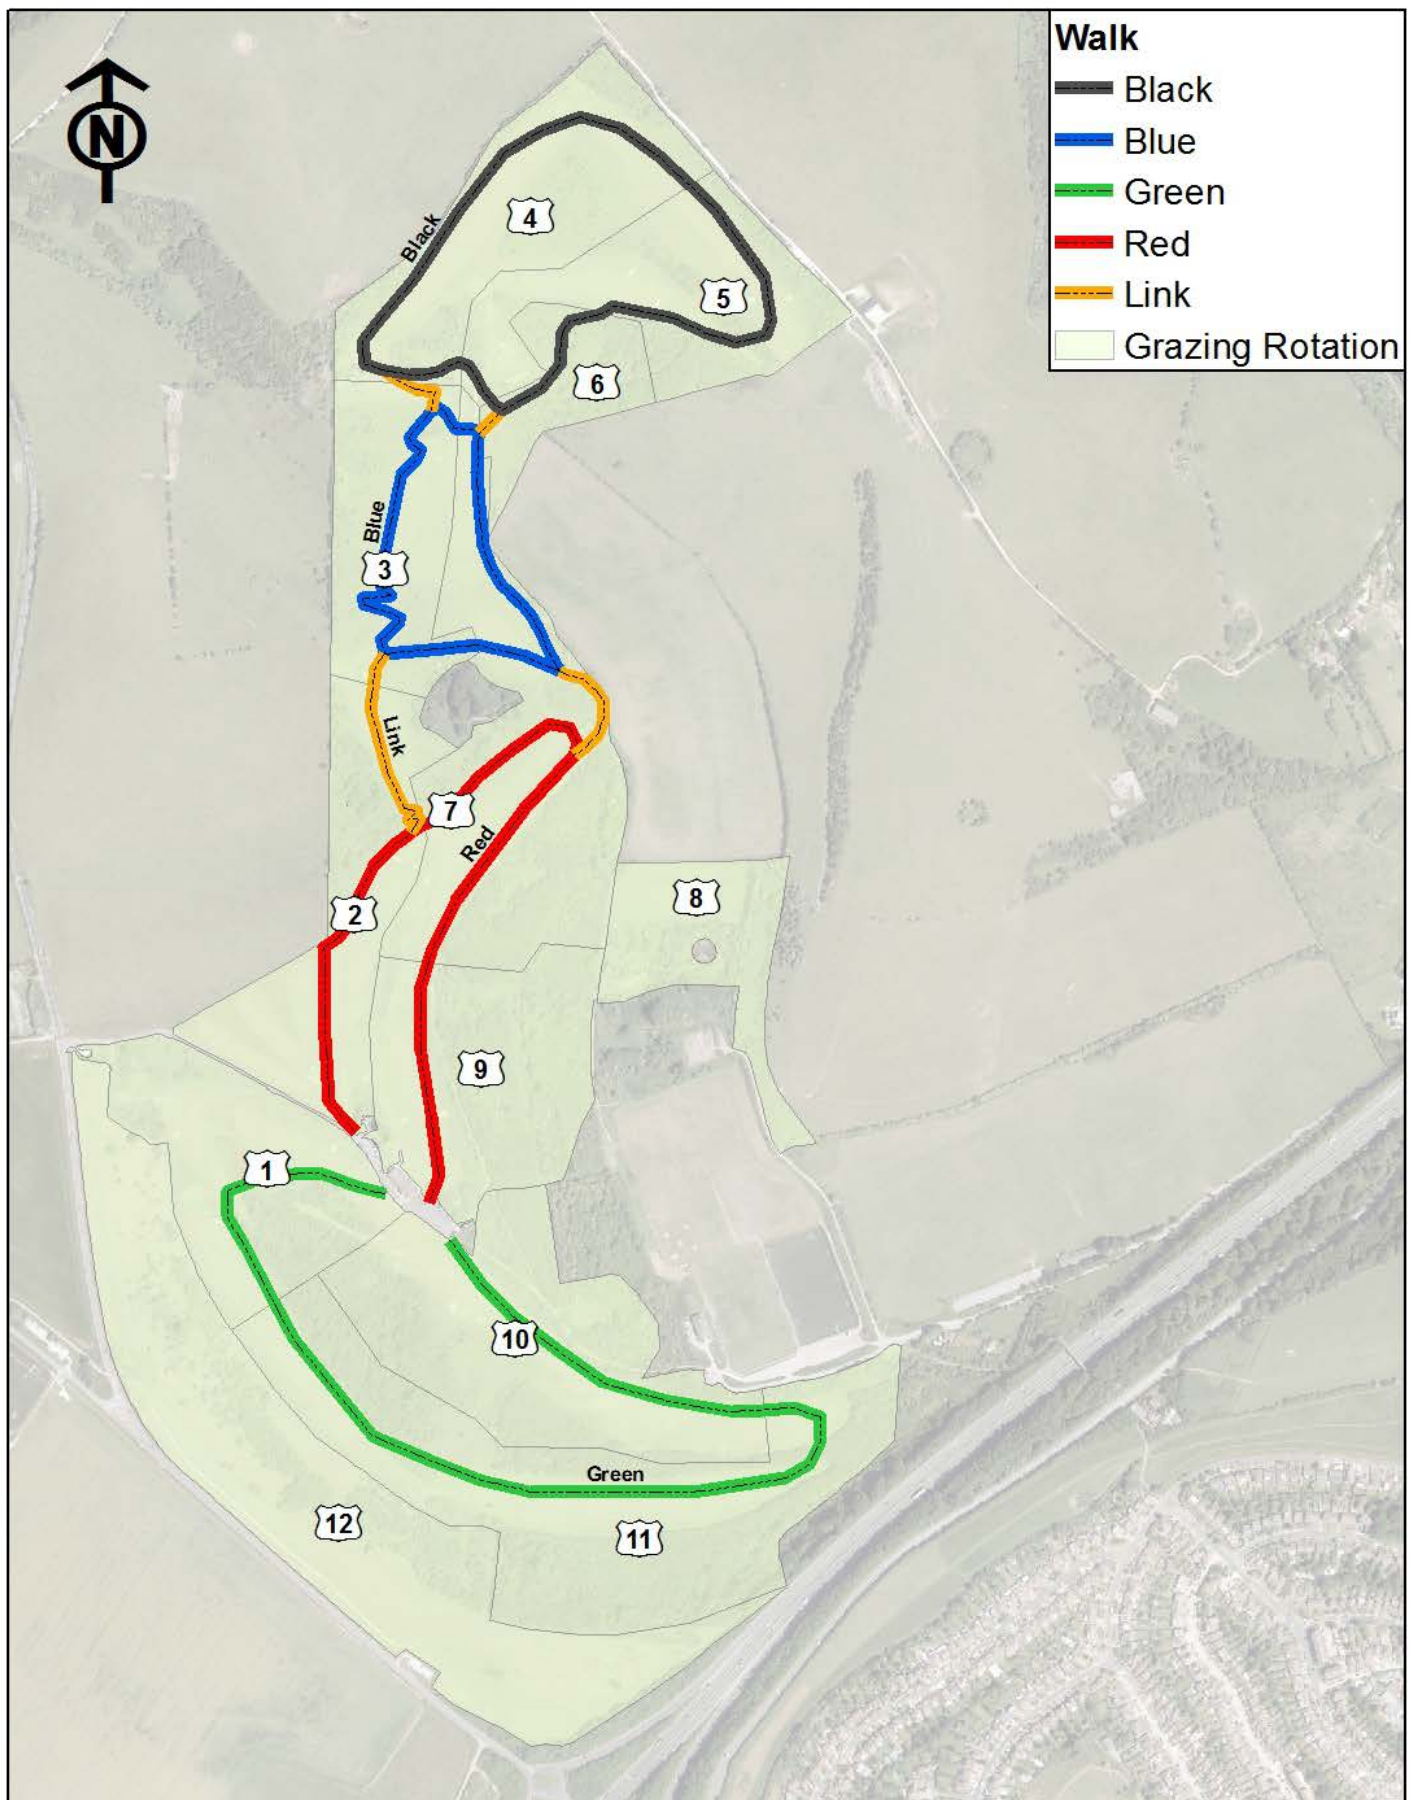 Walk
Black
Blue
Green
Red
Link
Grazing Rotation
N
Black
4
5
6
Blue
3
Link
7
Red
2
8
9
1
10
Green
12
11